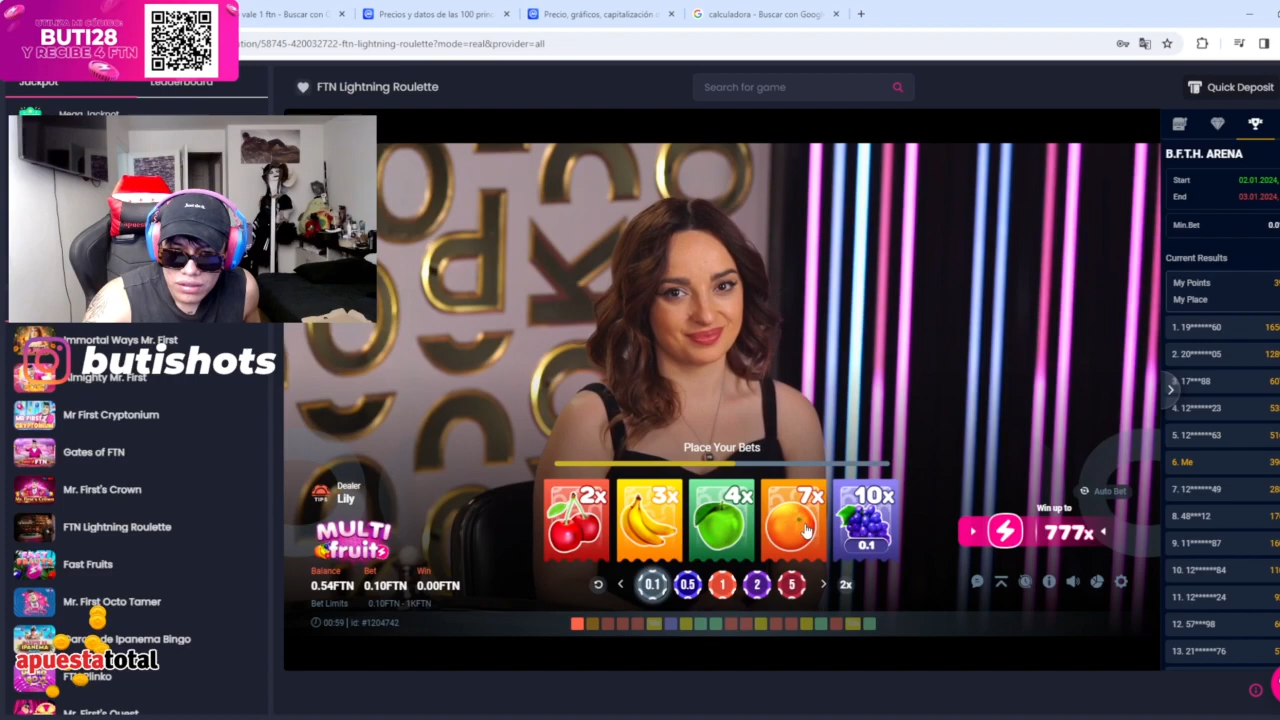 UTILIZA MI CÓDIGO:
BUTI28
Y RECIBE 4 FTN
vale 1 ftn - Buscar con G
Precios y datos de las 100 prin
Precio, gráficos, capitalización
calculadora - Buscar con Google
ution/58745-420032722-ftn-lightning-roulette?mode=real&provider=all
Jackpot
Leaderboard
FTN Lightning Roulette
Search for game
Quick Deposit
Mega Jackpot
B.F.T.H. ARENA
Start 02.01.2024,
End 03.01.2024,
Min.Bet 0.0
Current Results
My Points
My Place
1. 19******60
2. 20******05
3. 17***88
4. 12******23
5. 12******63
6. Me
7. 12******49
8. 48***12
9. 11******87
10. 12******84
11. 12******24
12. 57***98
13. 21******76
Immortal Ways Mr. First
butishots
Almighty Mr. First
Mr First Cryptonium
Gates of FTN
Mr. First's Crown
FTN Lightning Roulette
Fast Fruits
Mr. First Octo Tamer
de Ipanema Bingo
apuestatotal
Mr. First's Quest
Place Your Bets
2x
3x
4x
7x
10x
0.1
TIPS
Dealer
Lily
MULTI
fruits
Balance Bet Win
0.54FTN 0.10FTN 0.00FTN
Bet Limits 0.10FTN - 1KFTN
00:59 | id: #1204742
0.1 0.5 1 2 5 2x
Auto Bet
Win up to
777x